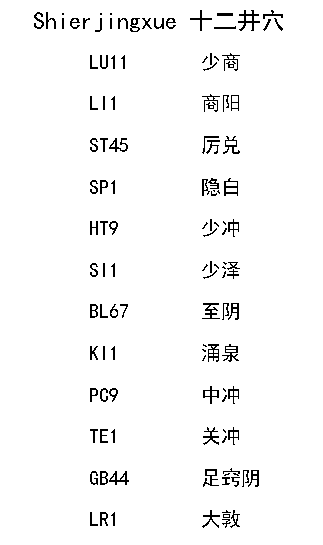 Shierjingxue 十二井穴
LU11 少商
LI1 商阳
ST45 厉兑
SP1 隐白
HT9 少冲
SI1 少泽
BL67 至阴
KI1 涌泉
PC9 中冲
TE1 关冲
GB44 足窍阴
LR1 大敦